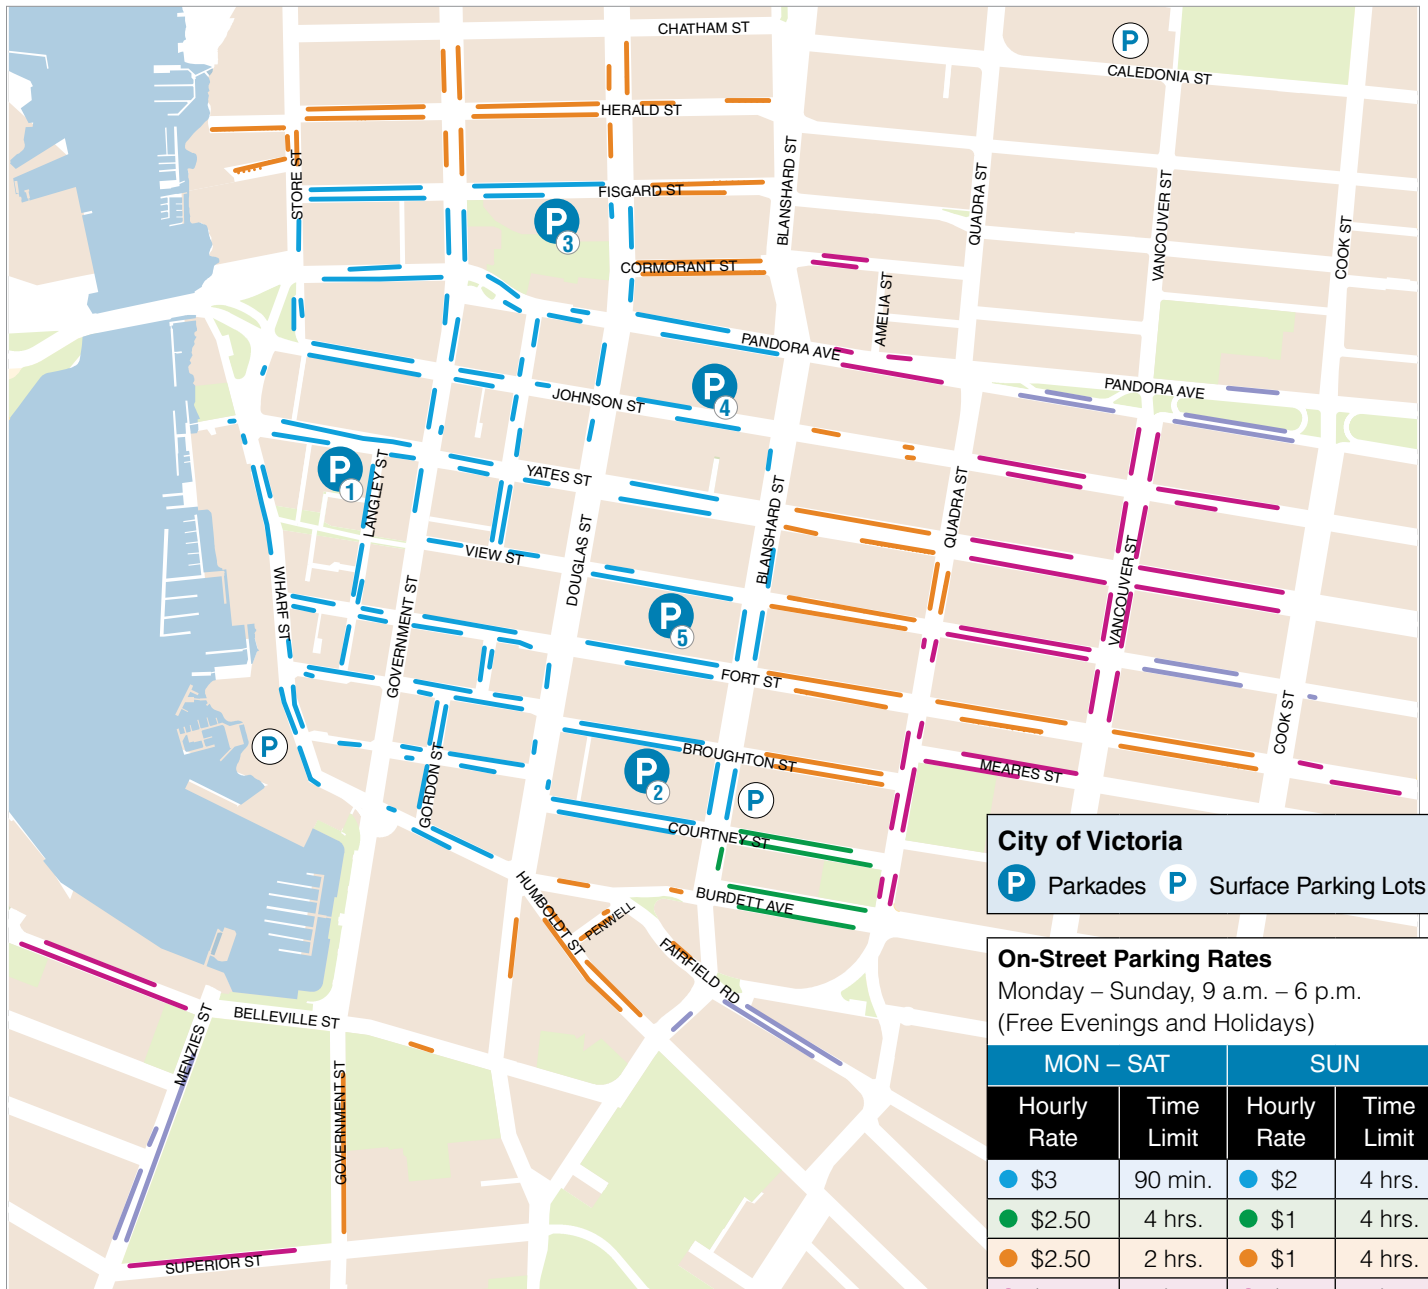 CHATHAM ST
P
CALEDONIA ST
HERALD ST
STORE ST
BLANSHARD ST
QUADRA ST
VANCOUVER ST
COOK ST
FISGARD ST
P
3
CORMORANT ST
AMELIA ST
PANDORA AVE
PANDORA AVE
P
4
JOHNSON ST
P
1
LANGLEY ST
YATES ST
BLANSHARD ST
QUADRA ST
VIEW ST
DOUGLAS ST
VANCOUVER ST
WHARF ST
GOVERNMENT ST
P
5
FORT ST
COOK ST
P
GORDON ST
BROUGHTON ST
P
2
P
MEARES ST
COURTNEY ST
HUMBOLDT ST
BURDETT AVE
PENWELL
FAIRFIELD RD
BELLEVILLE ST
MENZIES ST
GOVERNMENT ST
SUPERIOR ST
City of Victoria
P Parkades P Surface Parking Lots
On-Street Parking Rates
Monday – Sunday, 9 a.m. – 6 p.m.
(Free Evenings and Holidays)
MON – SAT SUN
Hourly Rate Time Limit Hourly Rate Time Limit
$3 90 min. $2 4 hrs.
$2.50 4 hrs. $1 4 hrs.
$2.50 2 hrs. $1 4 hrs.